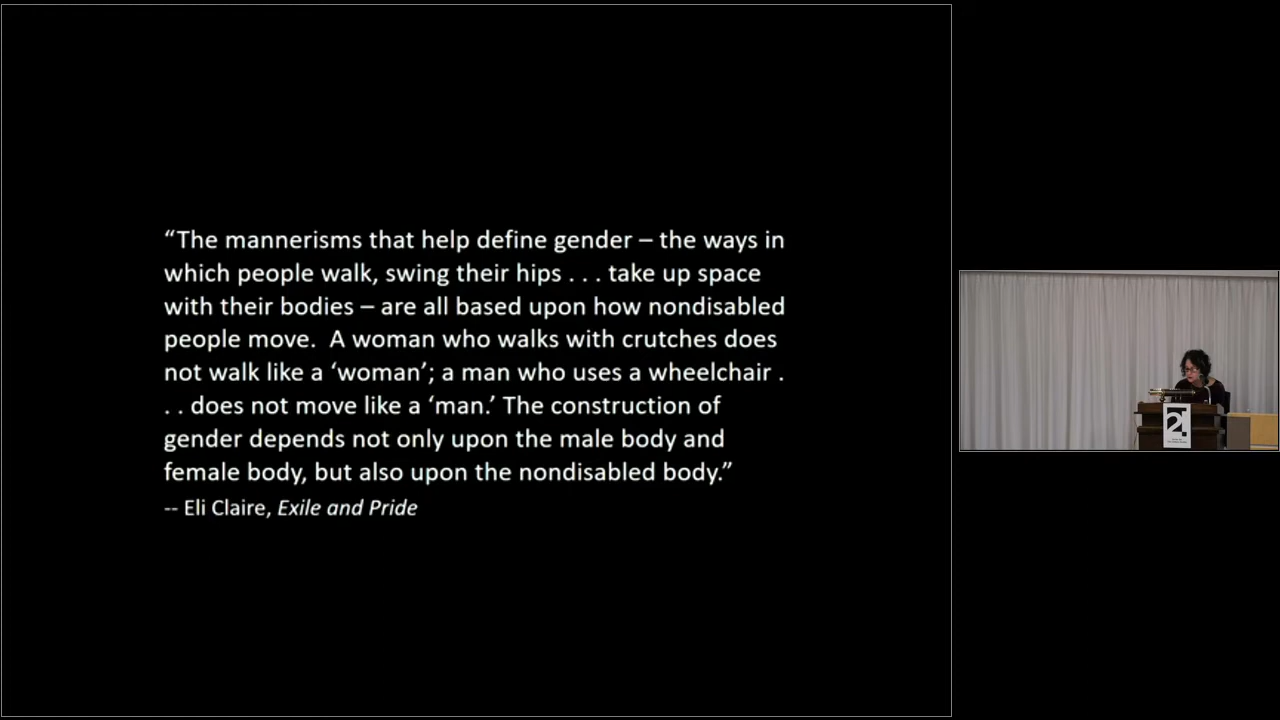 “The mannerisms that help define gender – the ways in
which people walk, swing their hips . . . take up space
with their bodies – are all based upon how nondisabled
people move.  A woman who walks with crutches does
not walk like a ‘woman’; a man who uses a wheelchair .
. . does not move like a ‘man.’ The construction of
gender depends not only upon the male body and
female body, but also upon the nondisabled body.”
-- Eli Claire, Exile and Pride
2